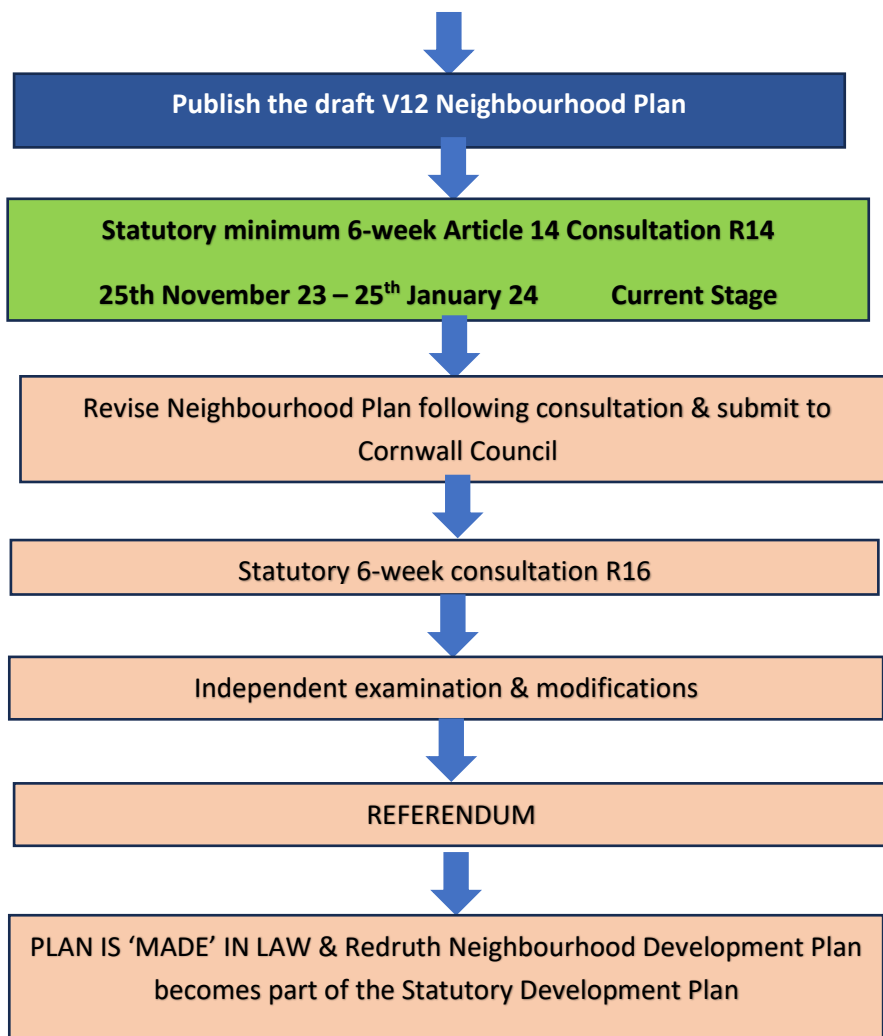 Publish the draft V12 Neighbourhood Plan
Statutory minimum 6-week Article 14 Consultation R14
25th November 23 – 25th January 24 Current Stage
Revise Neighbourhood Plan following consultation & submit to
Cornwall Council
Statutory 6-week consultation R16
Independent examination & modifications
REFERENDUM
PLAN IS ‘MADE’ IN LAW & Redruth Neighbourhood Development Plan
becomes part of the Statutory Development Plan